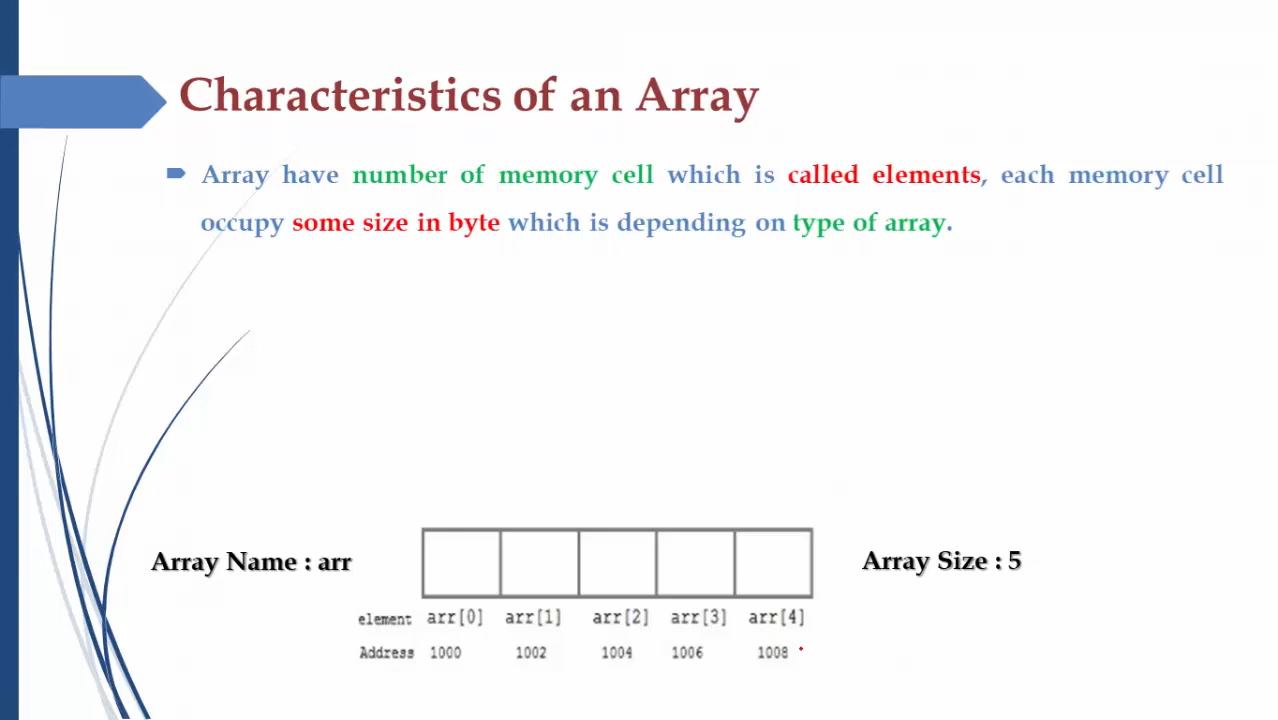 Characteristics of an Array
Array have number of memory cell which is called elements, each memory cell
occupy some size in byte which is depending on type of array.
Array Name : arr
Array Size : 5
element arr[0] arr[1] arr[2] arr[3] arr[4]
Address 1000 1002 1004 1006 1008